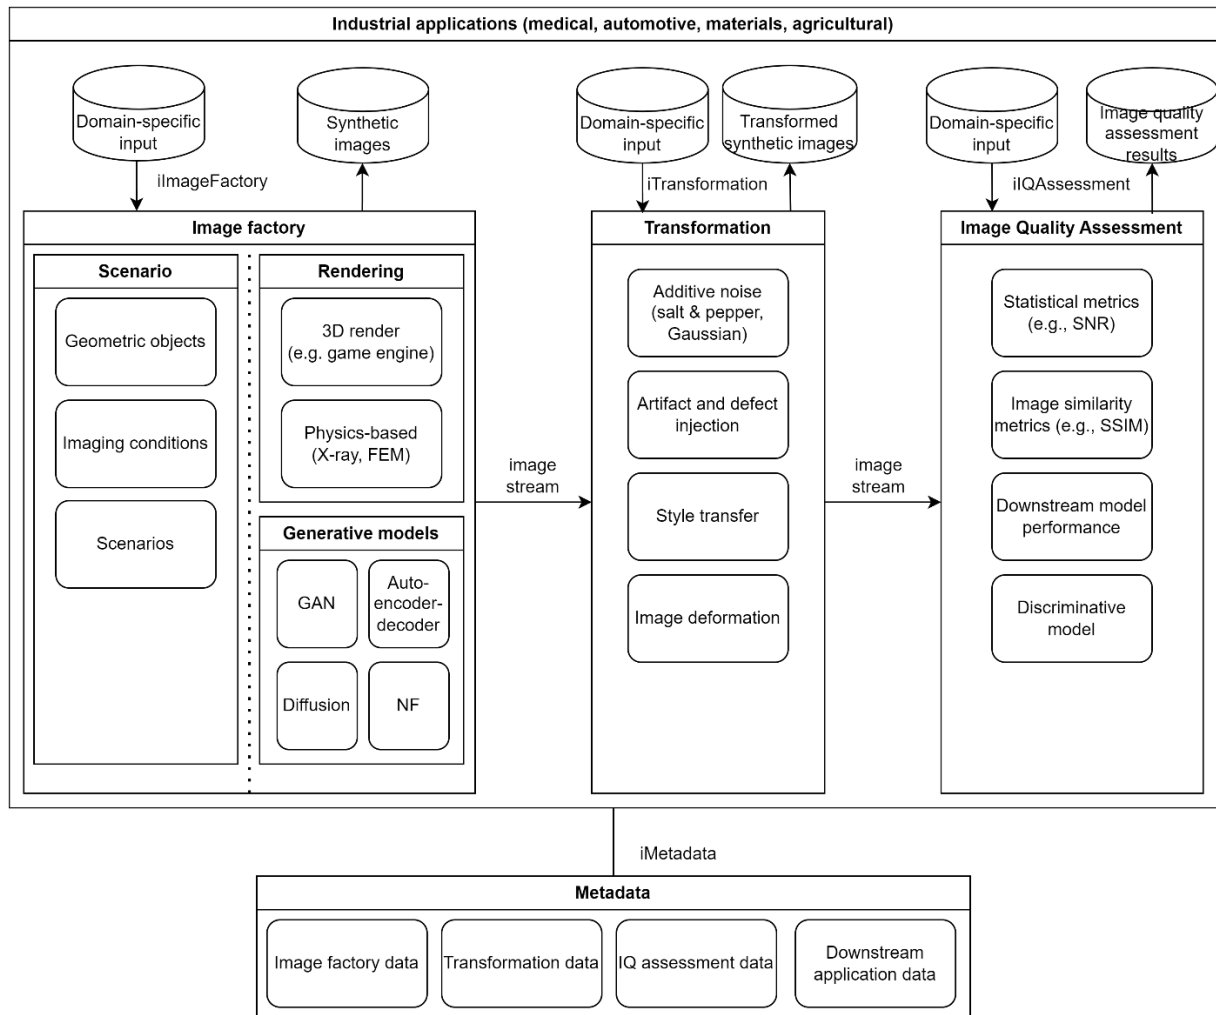 Industrial applications (medical, automotive, materials, agricultural)
Domain-specific
input
Synthetic
images
Domain-specific
input
Transformed
synthetic images
Domain-specific
input
Image quality
assessment
results
iImageFactory
iTransformation
iIQAssessment
Image factory
Scenario
Geometric objects
Imaging conditions
Scenarios
Rendering
3D render
(e.g. game engine)
Physics-based
(X-ray, FEM)
Generative models
GAN
Auto-
encoder-
decoder
Diffusion
NF
image
stream
Transformation
Additive noise
(salt & pepper,
Gaussian)
Artifact and defect
injection
Style transfer
Image deformation
image
stream
Image Quality Assessment
Statistical metrics
(e.g., SNR)
Image similarity
metrics (e.g., SSIM)
Downstream model
performance
Discriminative
model
iMetadata
Metadada
Image factory data
Transformation data
IQ assessment data
Downstream
application data